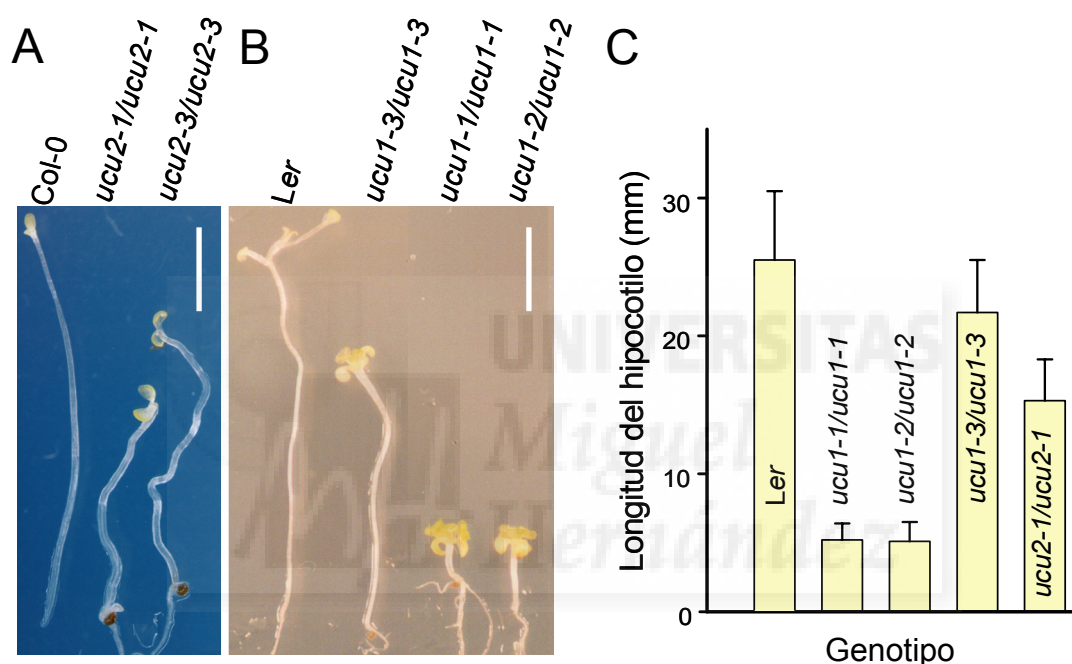 A
Col-0
ucu2-1/ucu2-1
ucu2-3/ucu2-3
B
Ler
ucu1-3/ucu1-3
ucu1-1/ucu1-1
ucu1-2/ucu1-2
C
Longitud del hipocotilo (mm)
30
20
10
0
Ler
ucu1-1/ucu1-1
ucu1-2/ucu1-2
ucu1-3/ucu1-3
ucu2-1/ucu2-1
Genotipo
UNIVERSITAS
Miguel
Hernández